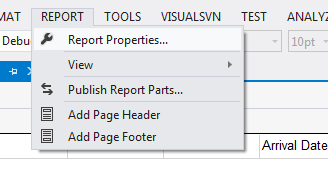 MAT REPORT TOOLS VISUALSVN TEST ANALYZ
Debu
Report Properties...
10pt
View
Publish Report Parts...
Add Page Header
Add Page Footer
Arrival Date